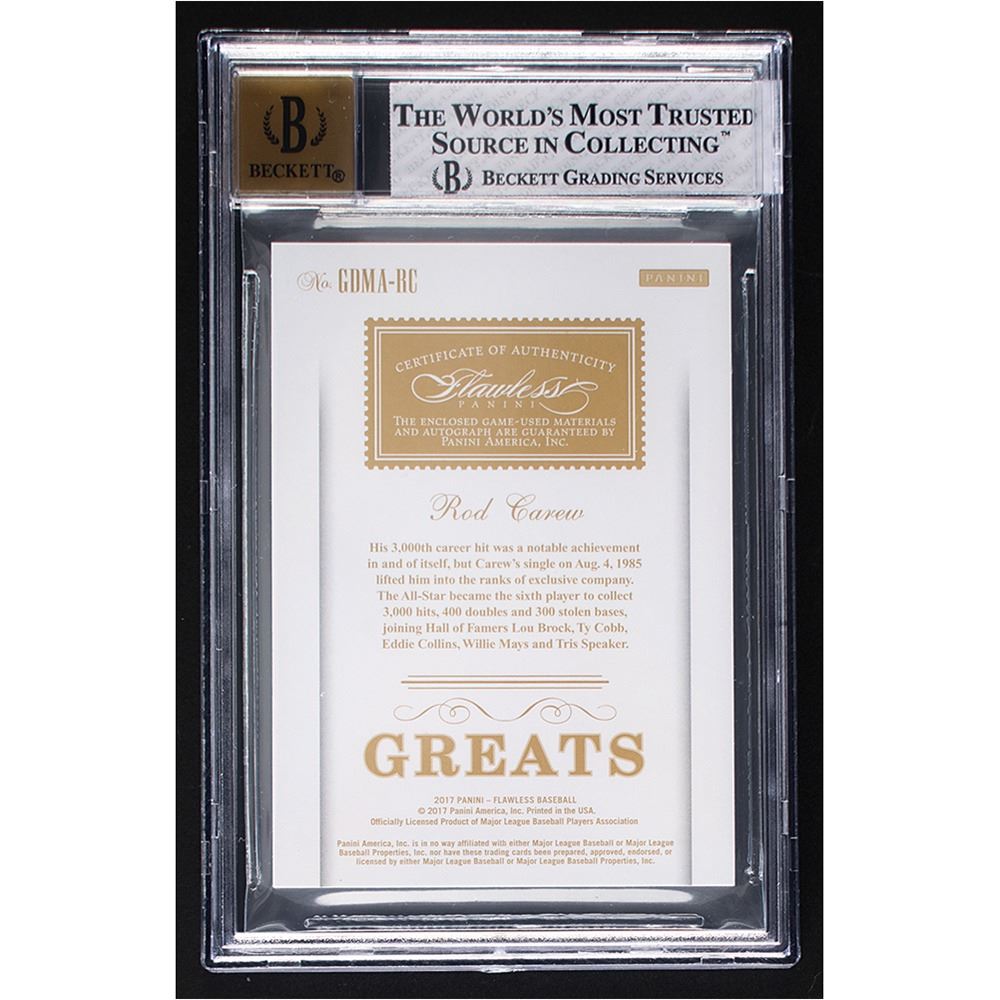 B
BECKETT®
THE WORLD'S MOST TRUSTED
SOURCE IN COLLECTING™
B BECKETT GRADING SERVICES
No. GDMA-RC
PANINI
CERTIFICATE OF AUTHENTICITY
Flawless
PANINI
THE ENCLOSED GAME-USED MATERIALS
AND AUTOGRAPH ARE GUARANTEED BY
PANINI AMERICA, INC.
Rod Carew
His 3,000th career hit was a notable achievement
in and of itself, but Carew's single on Aug. 4, 1985
lifted him into the ranks of exclusive company.
The All-Star became the sixth player to collect
3,000 hits, 400 doubles and 300 stolen bases,
joining Hall of Famers Lou Brock, Ty Cobb,
Eddie Collins, Willie Mays and Tris Speaker.
GREATS
2017 PANINI – FLAWLESS BASEBALL
© 2017 Panini America, Inc. Printed in the USA.
Officially Licensed Product of Major League Baseball Players Association
Panini America, Inc. is in no way affiliated with either Major League Baseball or Major League
Baseball Properties, Inc. nor have these trading cards been prepared, approved, endorsed, or
licensed by either Major League Baseball or Major League Baseball Properties, Inc.